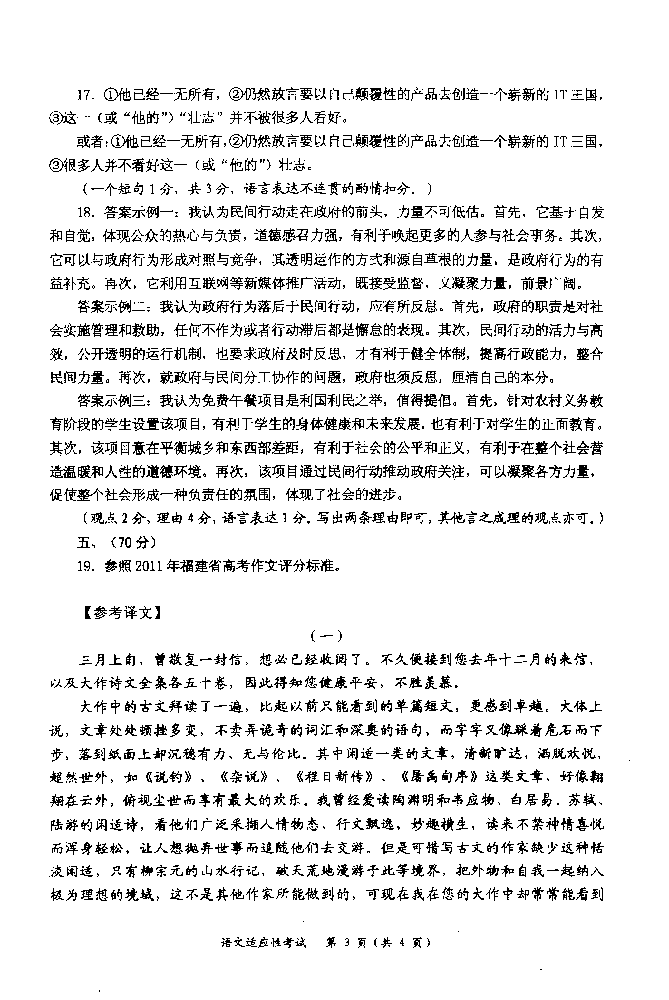 17. ①他已经一无所有，②仍然放言要以自己颠覆性的产品去创造一个崭新的 IT 王国，
③这一（或“他的”）“壮志”并不被很多人看好。
或者：①他已经一无所有，②仍然放言要以自己颠覆性的产品去创造一个崭新的 IT 王国，
③很多人并不看好这一（或“他的”）壮志。
（一个短句 1 分，共 3 分，语言表达不连贯的酌情扣分。）
18. 答案示例一：我认为民间行动走在政府的前头，力量不可低估。首先，它基于自发
和自觉，体现公众的热心与负责，道德感召力强，有利于唤起更多的人参与社会事务。其次，
它可以与政府行为形成对照与竞争，其透明运作的方式和源自草根的力量，是政府行为的有
益补充。再次，它利用互联网等新媒体推广活动，既接受监督，又凝聚力量，前景广阔。
答案示例二：我认为政府行为落后于民间行动，应有所反思。首先，政府的职责是对社
会实施管理和救助，任何不作为或者行动滞后都是懈怠的表现。其次，民间行动的活力与高
效，公开透明的运行机制，也要求政府及时反思，才有利于健全体制，提高行政能力，整合
民间力量。再次，就政府与民间分工协作的问题，政府也须反思，厘清自己的本分。
答案示例三：我认为免费午餐项目是利国利民之举，值得提倡。首先，针对农村义务教
育阶段的学生设置该项目，有利于学生的身体健康和未来发展，也有利于对学生的正面教育。
其次，该项目意在平衡城乡和东西部差距，有利于社会的公平和正义，有利于在整个社会营
造温暖和人性的道德环境。再次，该项目通过民间行动推动政府关注，可以凝聚各方力量，
促使整个社会形成一种负责任的氛围，体现了社会的进步。
（观点 2 分，理由 4 分，语言表达 1 分。写出两条理由即可，其他言之成理的观点亦可。）
五、（70 分）
19. 参照 2011 年福建省高考作文评分标准。
【参考译文】
（一）
三月上旬，曾敬复一封信，想必已经收阅了。不久便接到您去年十二月的来信，
以及大作诗文全集各五十卷，因此得知您健康平安，不胜羡慕。
大作中的古文拜读了一遍，比起以前只能看到的单篇短文，更感到卓越。大体上
说，文章处处顿挫多变，不卖弄诡奇的词汇和深奥的语句，而字字又像踩着危石而下
步，落到纸面上却沉稳有力、无与伦比。其中闲适一类的文章，清新旷达，洒脱欢悦，
超然世外，如《说钓》、《杂说》、《程日新传》、《屠禹甸序》这类文章，好像翱
翔在云外，俯视尘世而享有最大的欢乐。我曾经爱读陶渊明和韦应物、白居易、苏轼、
陆游的闲适诗，看他们广泛采撷人情物态、行文飘逸，妙趣横生，读来不禁神情喜悦
而浑身轻松，让人想抛弃世事而追随他们去交游。但是可惜写古文的作家缺少这种恬
淡闲适，只有柳宗元的山水行记，破天荒地漫游于此等境界，把外物和自我一起纳入
极为理想的境域，这不是其他作家所能做到的，可现在我在您的大作中却常常能看到
语文适应性考试 第 3 页（共 4 页）